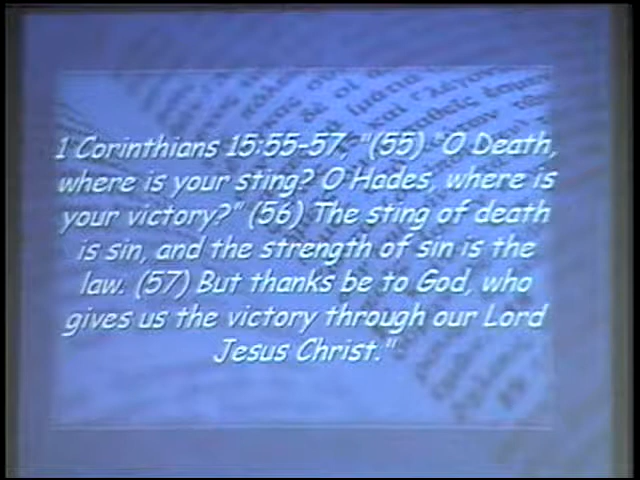 1 Corinthians 15:55-57, "(55) "O Death,
where is your sting? O Hades, where is
your victory?" (56) The sting of death
is sin, and the strength of sin is the
law. (57) But thanks be to God, who
gives us the victory through our Lord
Jesus Christ."